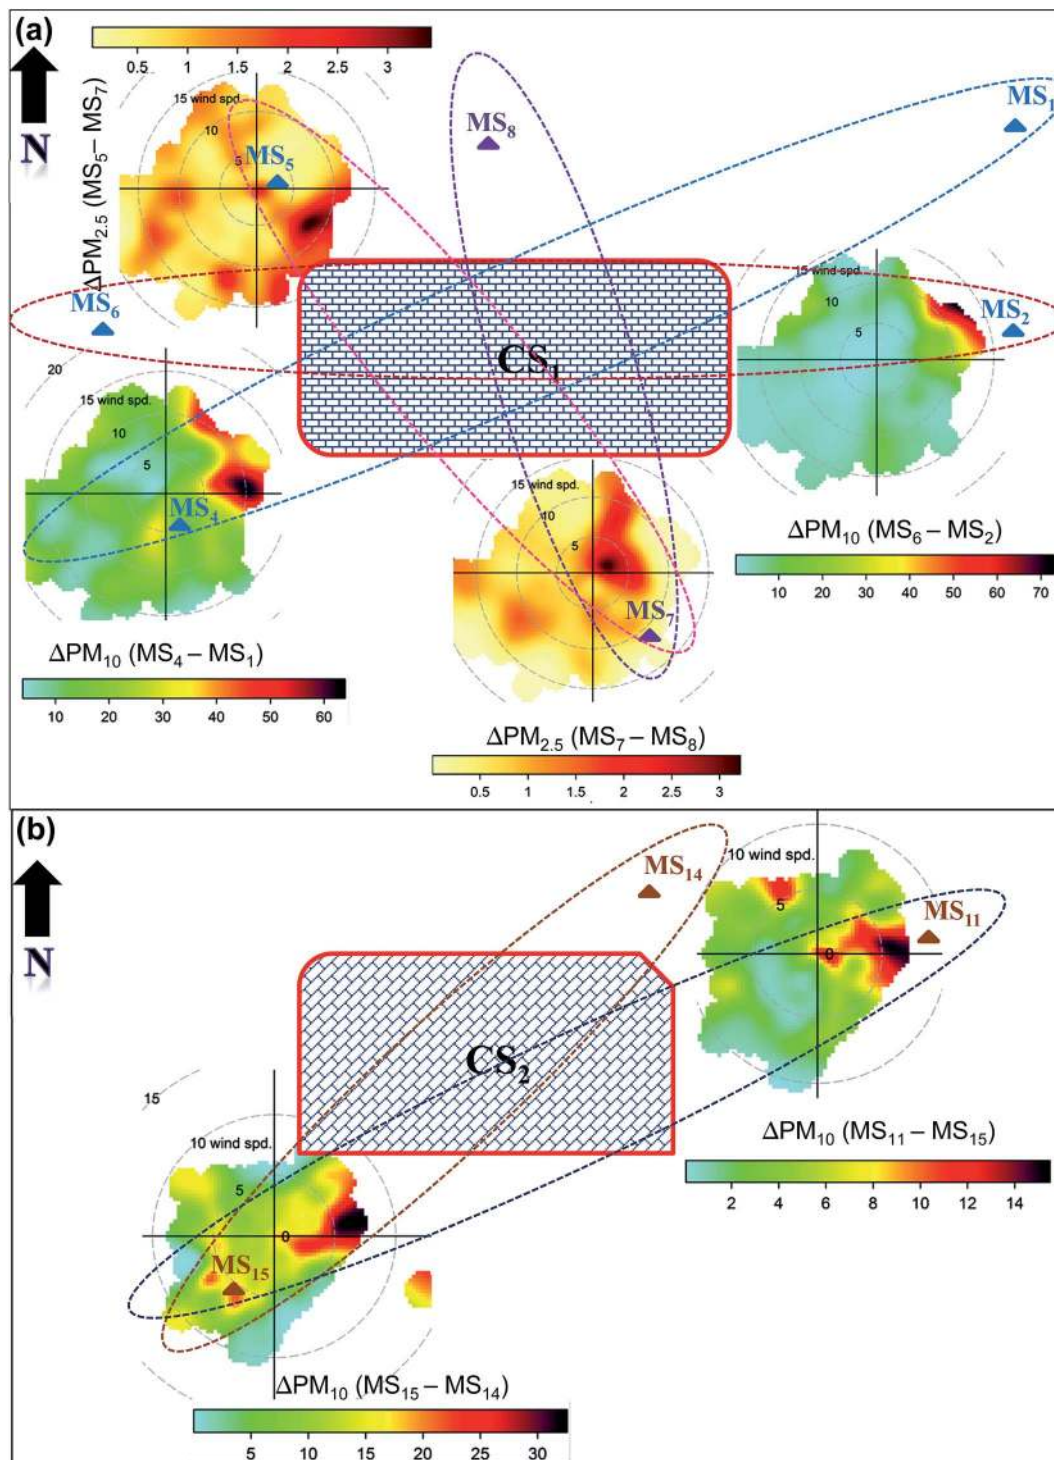 (a)
N
0.5 1 1.5 2 2.5 3
ΔPM2.5 (MS5 – MS7)
15 wind spd.
10
5
MS5
MS8
MS1
MS6
CS1
15 wind spd.
10
5
MS2
20
15 wind spd.
10
5
MS4
15 wind spd.
10
5
MS7
ΔPM10 (MS6 – MS2)
10 20 30 40 50 60 70
ΔPM10 (MS4 – MS1)
10 20 30 40 50 60
ΔPM2.5 (MS7 – MS8)
0.5 1 1.5 2 2.5 3
(b)
N
MS14
10 wind spd.
5
0
MS11
CS2
ΔPM10 (MS11 – MS15)
2 4 6 8 10 12 14
15
10 wind spd.
5
0
MS15
ΔPM10 (MS15 – MS14)
5 10 15 20 25 30